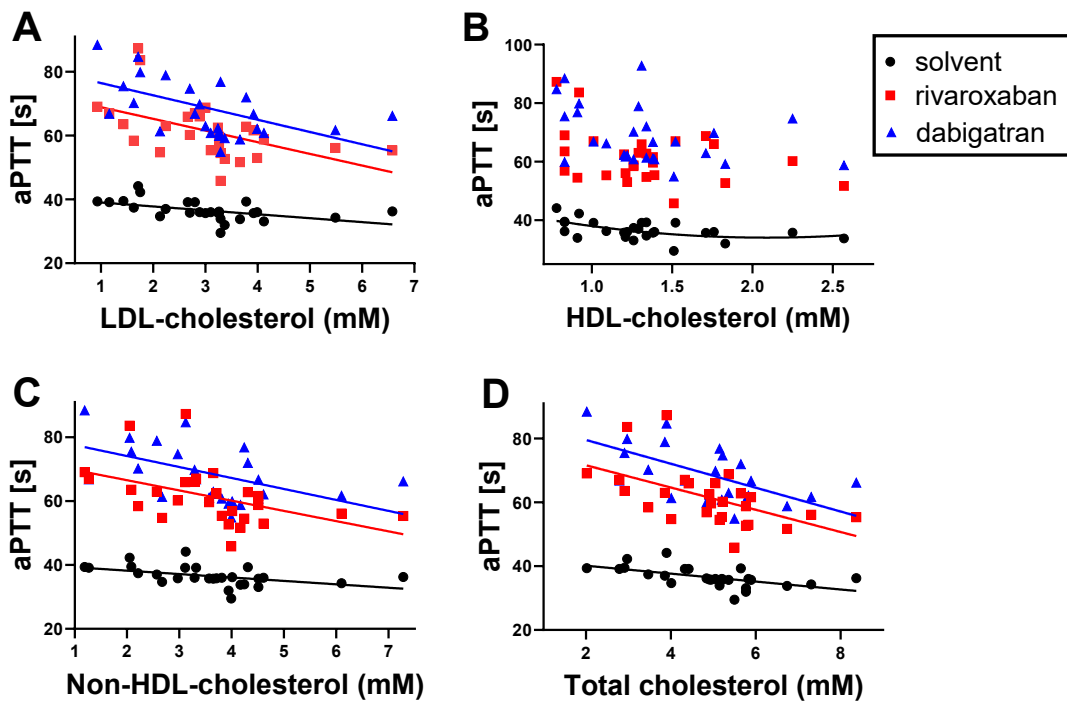 A
aPTT [s]
80
60
40
20
1 2 3 4 5 6 7
LDL-cholesterol (mM)
B
aPTT [s]
100
80
60
40
1.0 1.5 2.0 2.5
HDL-cholesterol (mM)
solvent
rivaroxaban
dabigatran
C
aPTT [s]
80
60
40
20
1 2 3 4 5 6 7
Non-HDL-cholesterol (mM)
D
aPTT [s]
80
60
40
20
2 4 6 8
Total cholesterol (mM)